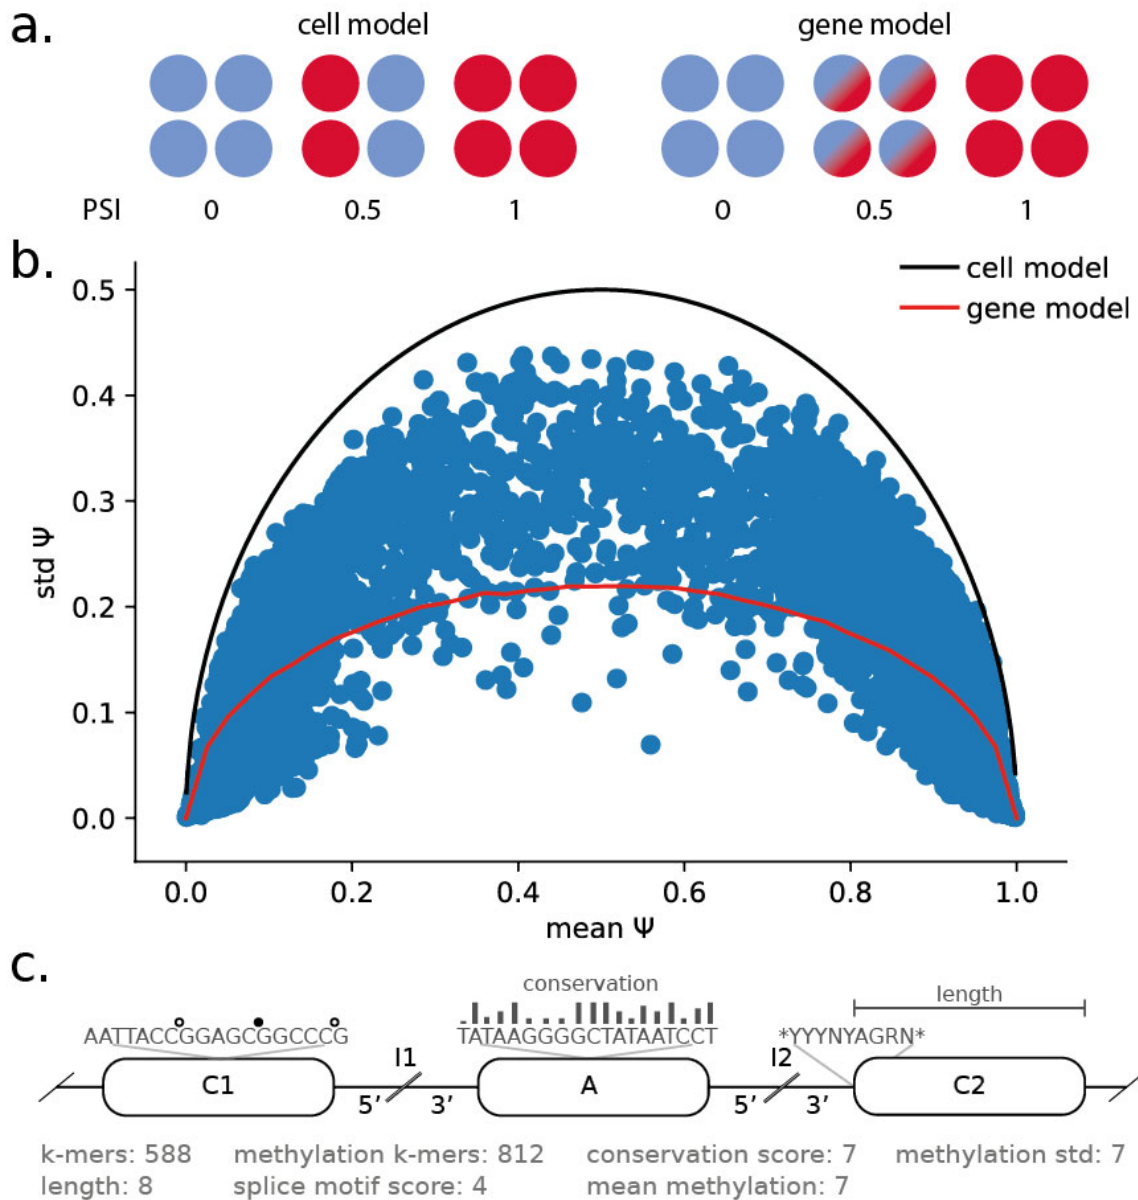 a.
cell model gene model
PSI 0 0.5 1 0 0.5 1
b.
cell model
gene model
0.5
0.4
0.3
0.2
0.1
0.0
std Ψ
0.0 0.2 0.4 0.6 0.8 1.0
mean Ψ
c.
conservation
length
AATTACCGGAGCGGCCCG TATAAGGGGCTATAATCCT *YYYNYAGRN*
C1 I1 A I2 C2
5’ 3’ 5’ 3’
k-mers: 588 methylation k-mers: 812 conservation score: 7 methylation std: 7
length: 8 splice motif score: 4 mean methylation: 7